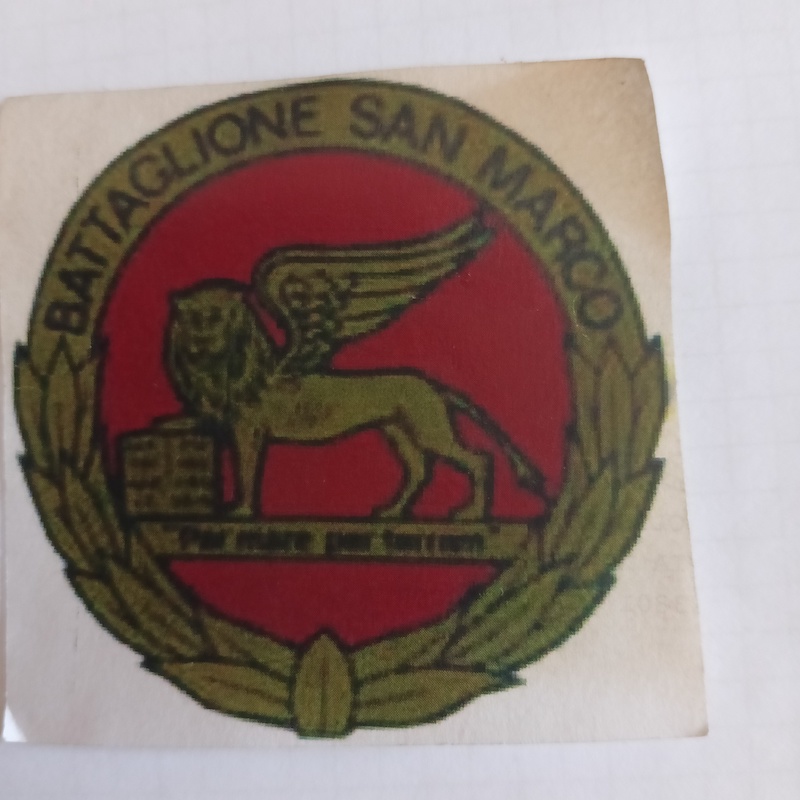 BATTAGLIONE SAN MARCO
"Per mare per terram"